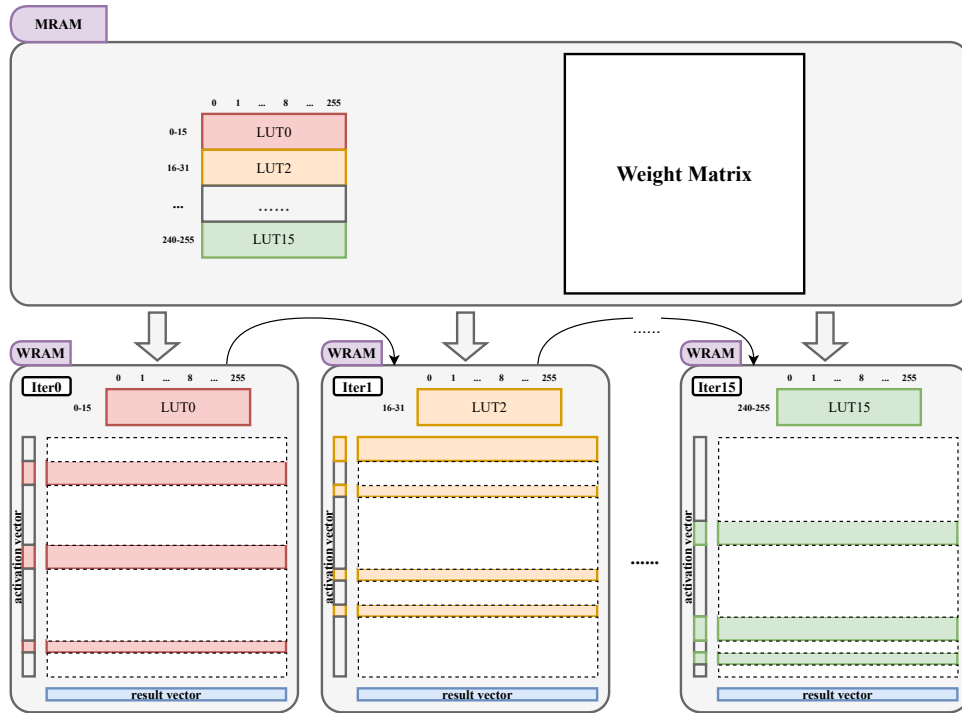 MRAM
0 1 ... 8 ... 255
0-15 LUT0
16-31 LUT2
... ......
240-255 LUT15
Weight Matrix
......
WRAM
Iter0
0 1 ... 8 ... 255
0-15 LUT0
activation vector
result vector
WRAM
Iter1
0 1 ... 8 ... 255
16-31 LUT2
activation vector
result vector
......
WRAM
Iter15
0 1 ... 8 ... 255
240-255 LUT15
activation vector
result vector